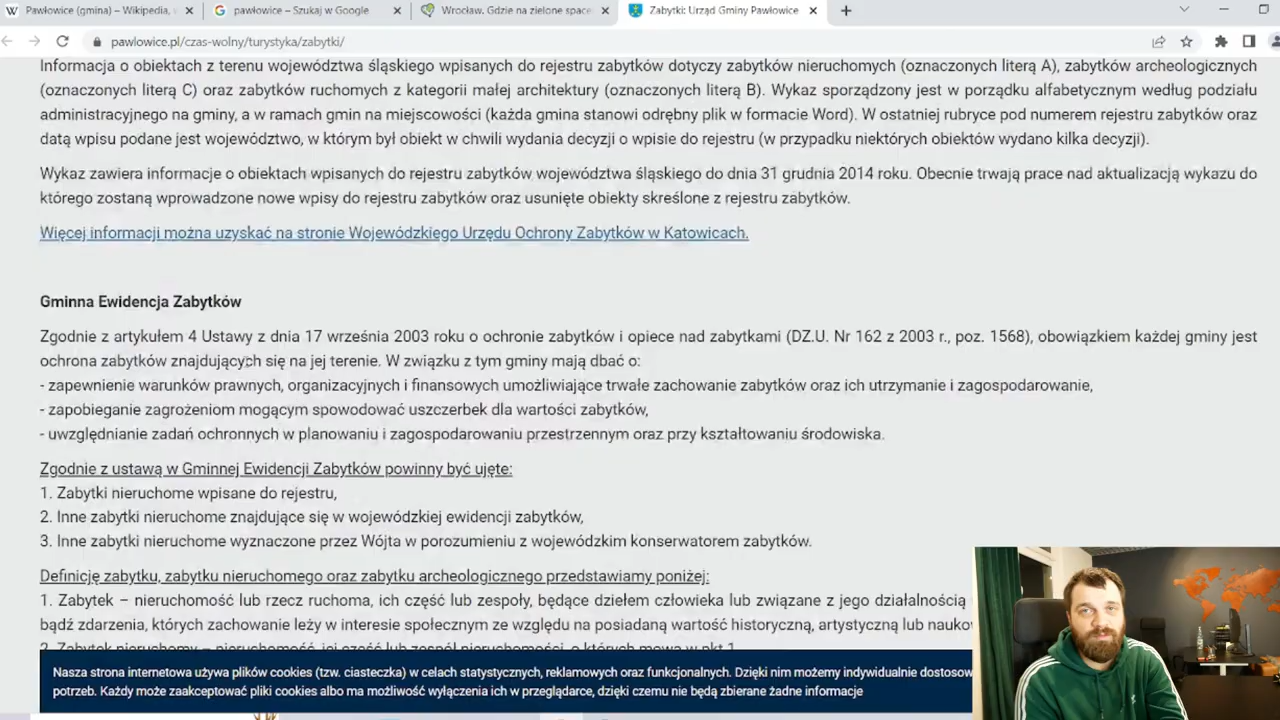 Pawłowice (gmina) – Wikipedia, w
pawłowice – Szukaj w Google
Wrocław. Gdzie na zielone space
Zabytki: Urząd Gminy Pawłowice
pawlowice.pl/czas-wolny/turystyka/zabytki/
Informacja o obiektach z terenu województwa śląskiego wpisanych do rejestru zabytków dotyczy zabytków nieruchomych (oznaczonych literą A), zabytków archeologicznych
(oznaczonych literą C) oraz zabytków ruchomych z kategorii małej architektury (oznaczonych literą B). Wykaz sporządzony jest w porządku alfabetycznym według podziału
administracyjnego na gminy, a w ramach gmin na miejscowości (każda gmina stanowi odrębny plik w formacie Word). W ostatniej rubryce pod numerem rejestru zabytków oraz
datą wpisu podane jest województwo, w którym był obiekt w chwili wydania decyzji o wpisie do rejestru (w przypadku niektórych obiektów wydano kilka decyzji).
Wykaz zawiera informacje o obiektach wpisanych do rejestru zabytków województwa śląskiego do dnia 31 grudnia 2014 roku. Obecnie trwają prace nad aktualizacją wykazu do
którego zostaną wprowadzone nowe wpisy do rejestru zabytków oraz usunięte obiekty skreślone z rejestru zabytków.
Więcej informacji można uzyskać na stronie Wojewódzkiego Urzędu Ochrony Zabytków w Katowicach.
Gminna Ewidencja Zabytków
Zgodnie z artykułem 4 Ustawy z dnia 17 września 2003 roku o ochronie zabytków i opiece nad zabytkami (DZ.U. Nr 162 z 2003 r., poz. 1568), obowiązkiem każdej gminy jest
ochrona zabytków znajdujących się na jej terenie. W związku z tym gminy mają dbać o:
- zapewnienie warunków prawnych, organizacyjnych i finansowych umożliwiające trwałe zachowanie zabytków oraz ich utrzymanie i zagospodarowanie,
- zapobieganie zagrożeniom mogącym spowodować uszczerbek dla wartości zabytków,
- uwzględnianie zadań ochronnych w planowaniu i zagospodarowaniu przestrzennym oraz przy kształtowaniu środowiska.
Zgodnie z ustawą w Gminnej Ewidencji Zabytków powinny być ujęte:
1. Zabytki nieruchome wpisane do rejestru,
2. Inne zabytki nieruchome znajdujące się w wojewódzkiej ewidencji zabytków,
3. Inne zabytki nieruchome wyznaczone przez Wójta w porozumieniu z wojewódzkim konserwatorem zabytków.
Definicję zabytku, zabytku nieruchomego oraz zabytku archeologicznego przedstawiamy poniżej:
1. Zabytek – nieruchomość lub rzecz ruchoma, ich część lub zespoły, będące dziełem człowieka lub związane z jego działalnością
bądź zdarzenia, których zachowanie leży w interesie społecznym ze względu na posiadaną wartość historyczną, artystyczną lub nauko
2. Zabytek nieruchomy – nieruchomość, jej część lub zespół nieruchomości, o których mowa w pkt 1
Nasza strona internetowa używa plików cookies (tzw. ciasteczka) w celach statystycznych, reklamowych oraz funkcjonalnych. Dzięki nim możemy indywidualnie dostosow
potrzeb. Każdy może zaakceptować pliki cookies albo ma możliwość wyłączenia ich w przeglądarce, dzięki czemu nie będą zbierane żadne informacje